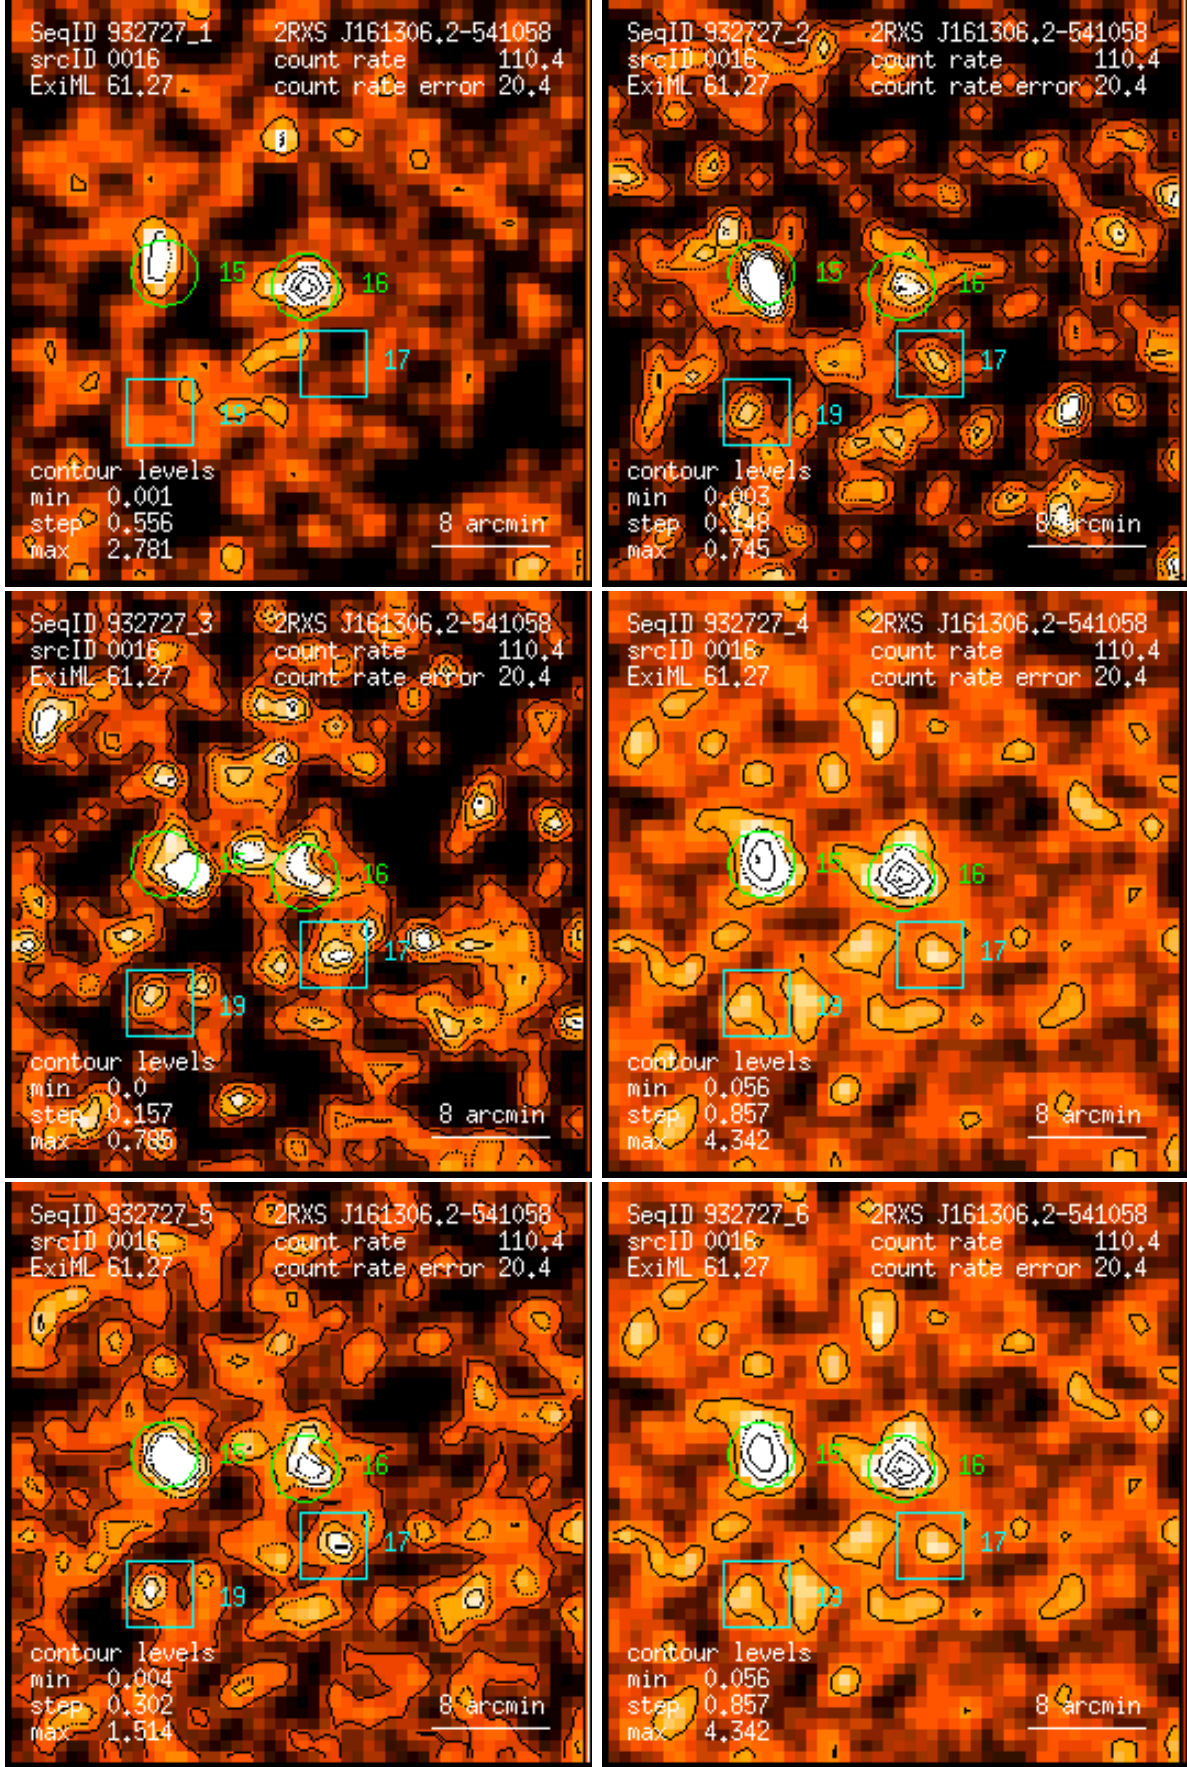 SeqID 932727_1 2RXS J161306.2-541058
srcID 0016 count rate 110.4
ExiML 61.27 count rate error 20.4
15
16
17
19
contour levels
min 0.001
step 0.556
max 2.781
8 arcmin
SeqID 932727_2 2RXS J161306.2-541058
srcID 0016 count rate 110.4
ExiML 61.27 count rate error 20.4
15
16
17
19
contour levels
min 0.003
step 0.148
max 0.745
8 arcmin
SeqID 932727_3 2RXS J161306.2-541058
srcID 0016 count rate 110.4
ExiML 61.27 count rate error 20.4
15
16
17
19
contour levels
min 0.0
step 0.157
max 0.785
8 arcmin
SeqID 932727_4 2RXS J161306.2-541058
srcID 0016 count rate 110.4
ExiML 61.27 count rate error 20.4
15
16
17
19
contour levels
min 0.056
step 0.857
max 4.342
8 arcmin
SeqID 932727_5 2RXS J161306.2-541058
srcID 0016 count rate 110.4
ExiML 61.27 count rate error 20.4
15
16
17
19
contour levels
min 0.004
step 0.302
max 1.514
8 arcmin
SeqID 932727_6 2RXS J161306.2-541058
srcID 0016 count rate 110.4
ExiML 61.27 count rate error 20.4
15
16
17
19
contour levels
min 0.056
step 0.857
max 4.342
8 arcmin